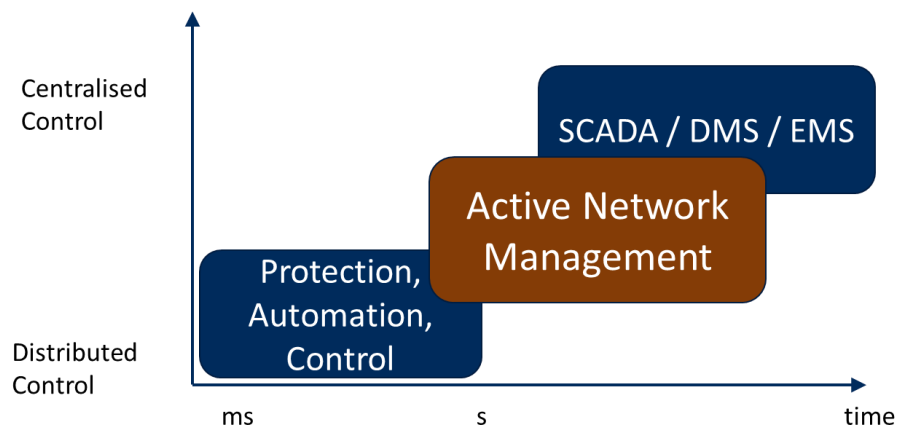 Centralised
Control
SCADA / DMS / EMS
Active Network
Management
Protection,
Automation,
Control
Distributed
Control
ms
s
time